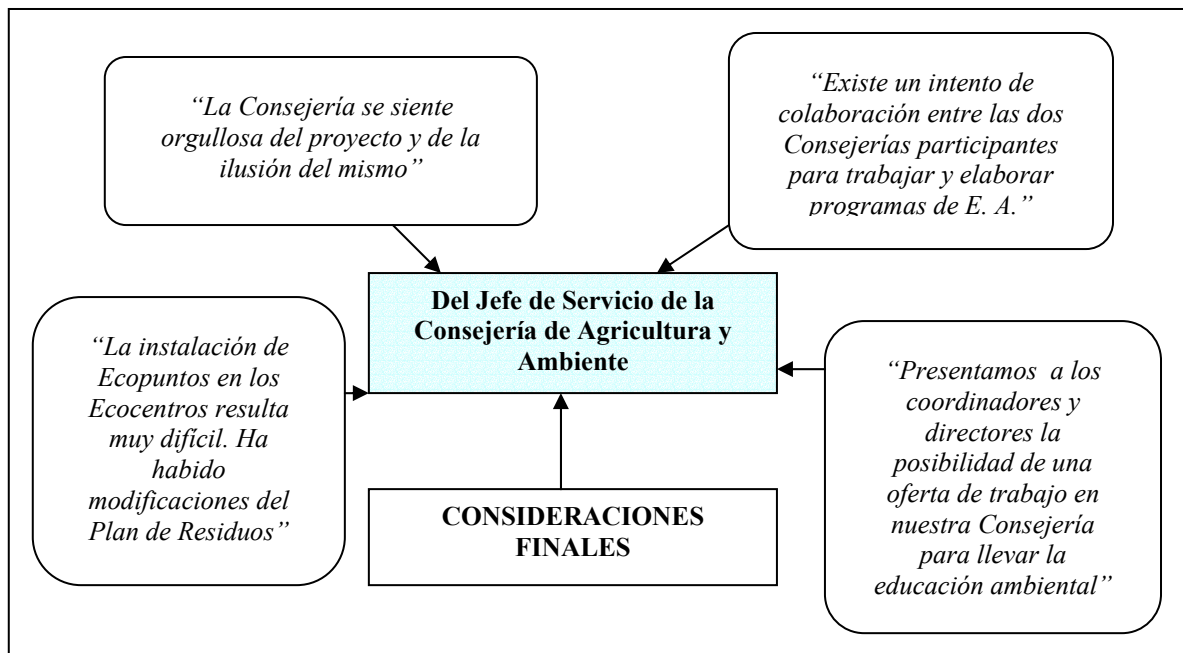 “La Consejería se siente
orgullosa del proyecto y de la
ilusión del mismo”
“Existe un intento de
colaboración entre las dos
Consejerías participantes
para trabajar y elaborar
programas de E. A.”
Del Jefe de Servicio de la
Consejería de Agricultura y
Ambiente
“La instalación de
Ecopuntos en los
Ecocentros resulta
muy difícil. Ha
habido
modificaciones del
Plan de Residuos”
“Presentamos a los
coordinadores y
directores la
posibilidad de una
oferta de trabajo en
nuestra Consejería
para llevar la
educación ambiental”
CONSIDERACIONES
FINALES